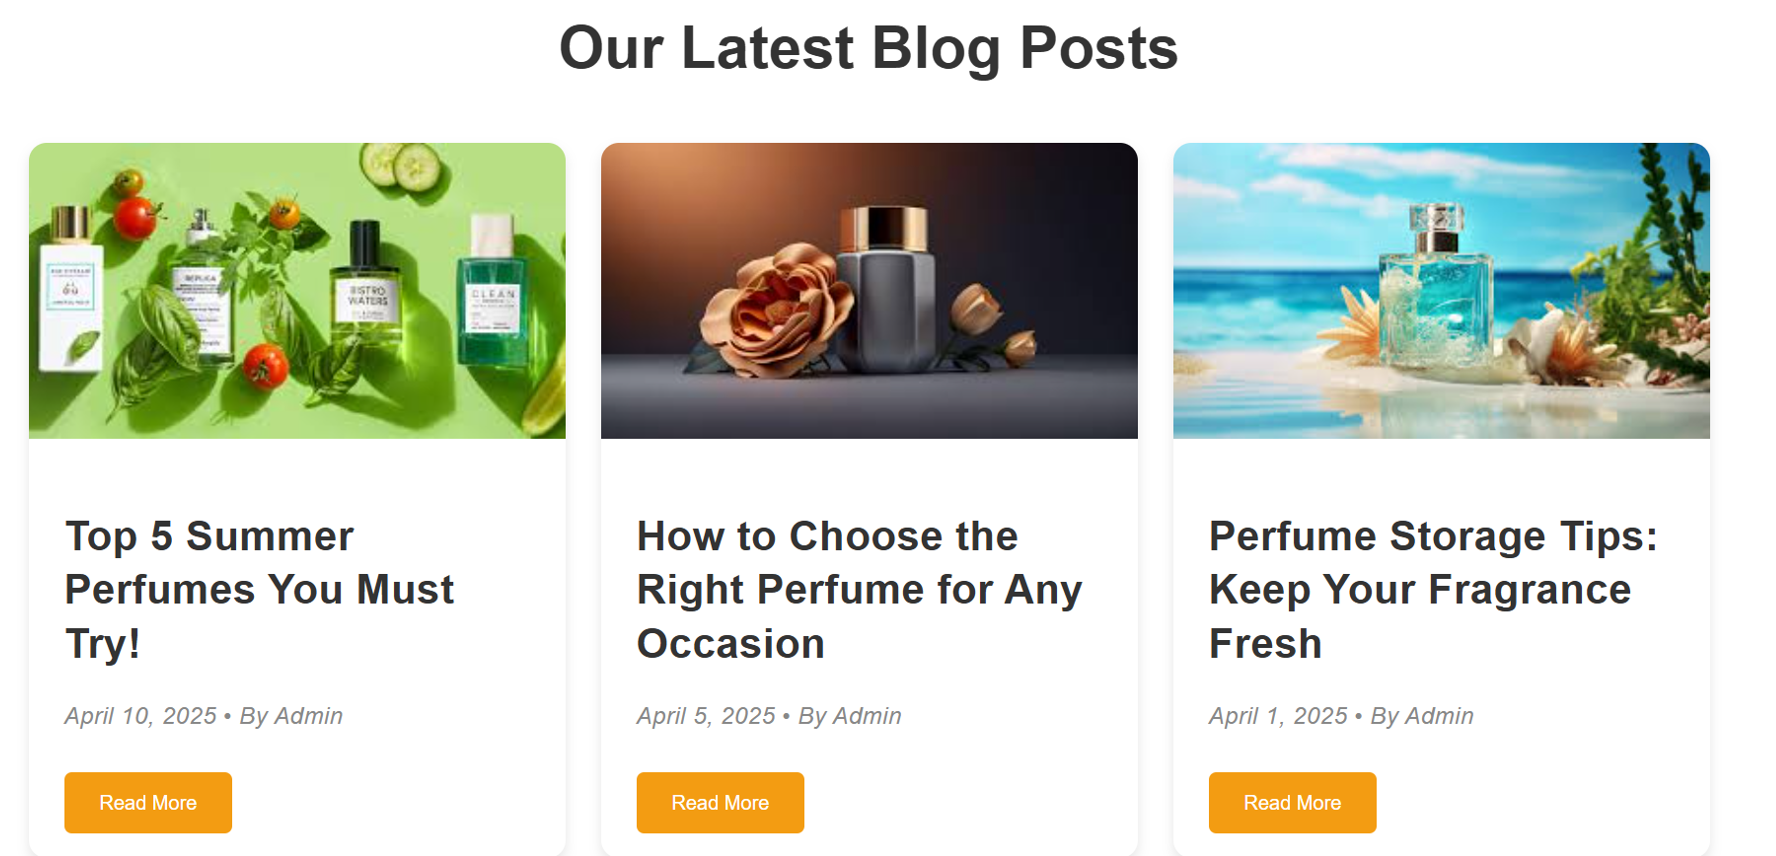 Our Latest Blog Posts
REPLICA
BISTRO
WATERS
CLEAN
Top 5 Summer
Perfumes You Must
Try!
April 10, 2025 • By Admin
Read More
How to Choose the
Right Perfume for Any
Occasion
April 5, 2025 • By Admin
Read More
Perfume Storage Tips:
Keep Your Fragrance
Fresh
April 1, 2025 • By Admin
Read More